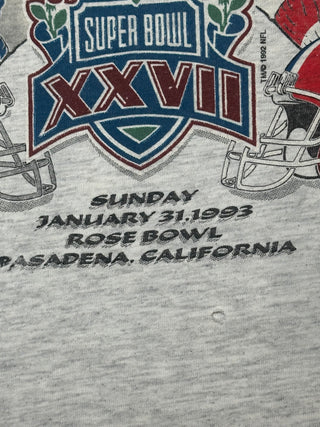 SUPER BOWL
XXVII
TM/© 1992 NFL
SUNDAY
JANUARY 31, 1993
ROSE BOWL
PASADENA, CALIFORNIA